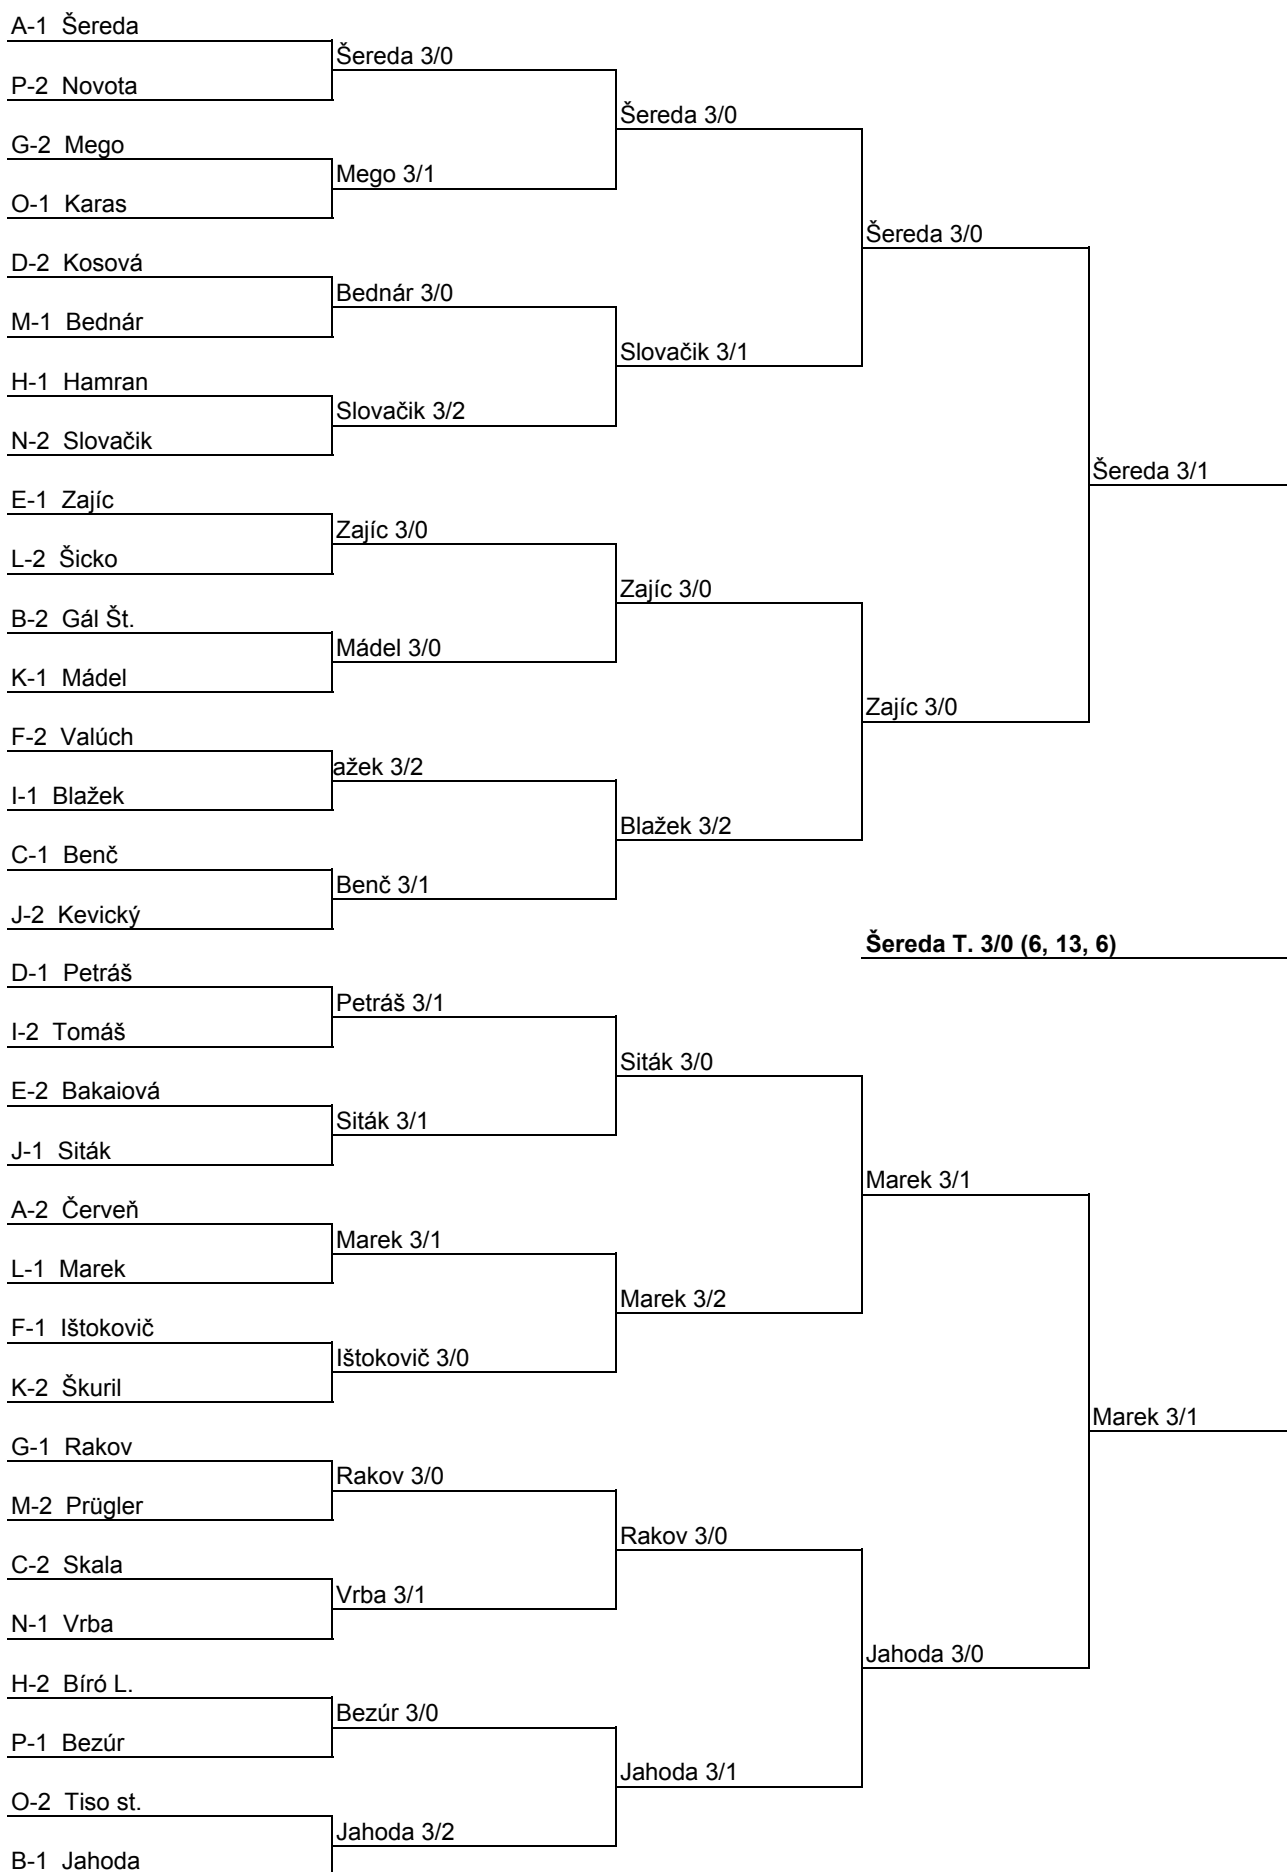 A-1 Šereda
Šereda 3/0
P-2 Novota
Šereda 3/0
G-2 Mego
Mego 3/1
O-1 Karas
Šereda 3/0
D-2 Kosová
Bednár 3/0
M-1 Bednár
Slovačik 3/1
H-1 Hamran
Slovačik 3/2
N-2 Slovačik
Šereda 3/1
E-1 Zajíc
Zajíc 3/0
L-2 Šicko
Zajíc 3/0
B-2 Gál Št.
Mádel 3/0
K-1 Mádel
Zajíc 3/0
F-2 Valúch
ažek 3/2
I-1 Blažek
Blažek 3/2
C-1 Benč
Benč 3/1
J-2 Kevický
Šereda T. 3/0 (6, 13, 6)
D-1 Petráš
Petráš 3/1
I-2 Tomáš
Siták 3/0
E-2 Bakaiová
Siták 3/1
J-1 Siták
Marek 3/1
A-2 Červeň
Marek 3/1
L-1 Marek
Marek 3/2
F-1 Ištokovič
Ištokovič 3/0
K-2 Škuril
Marek 3/1
G-1 Rakov
Rakov 3/0
M-2 Prügler
Rakov 3/0
C-2 Skala
Vrba 3/1
N-1 Vrba
Jahoda 3/0
H-2 Bíró L.
Bezúr 3/0
P-1 Bezúr
Jahoda 3/1
O-2 Tiso st.
Jahoda 3/2
B-1 Jahoda